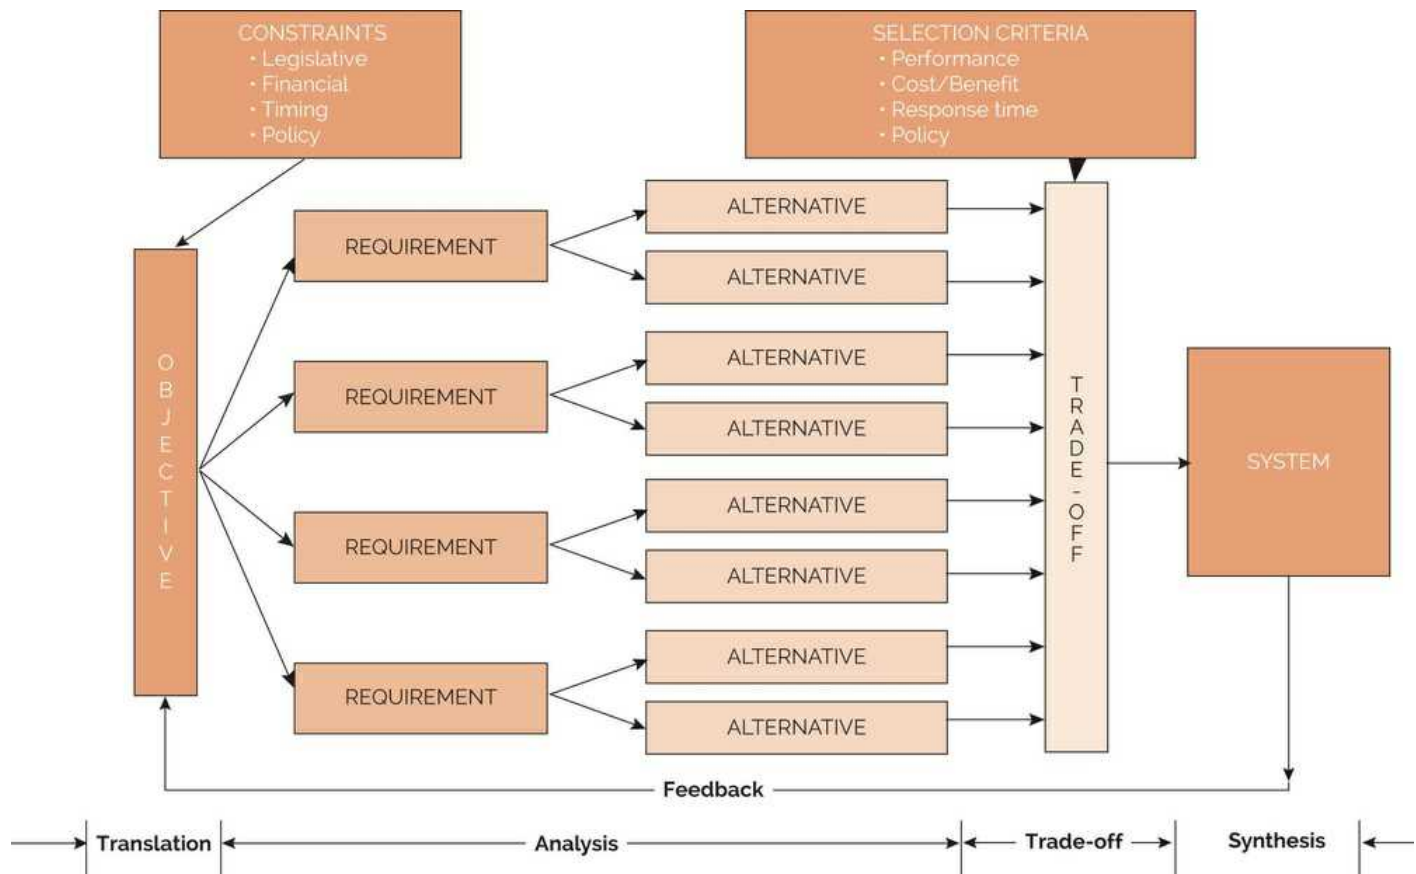 CONSTRAINTS
• Legislative
• Financial
• Timing
• Policy
SELECTION CRITERIA
• Performance
• Cost/Benefit
• Response time
• Policy
OBJECTIVE
REQUIREMENT
REQUIREMENT
REQUIREMENT
REQUIREMENT
ALTERNATIVE
ALTERNATIVE
ALTERNATIVE
ALTERNATIVE
ALTERNATIVE
ALTERNATIVE
ALTERNATIVE
ALTERNATIVE
TRADE-OFF
SYSTEM
Feedback
Translation
Analysis
Trade-off
Synthesis